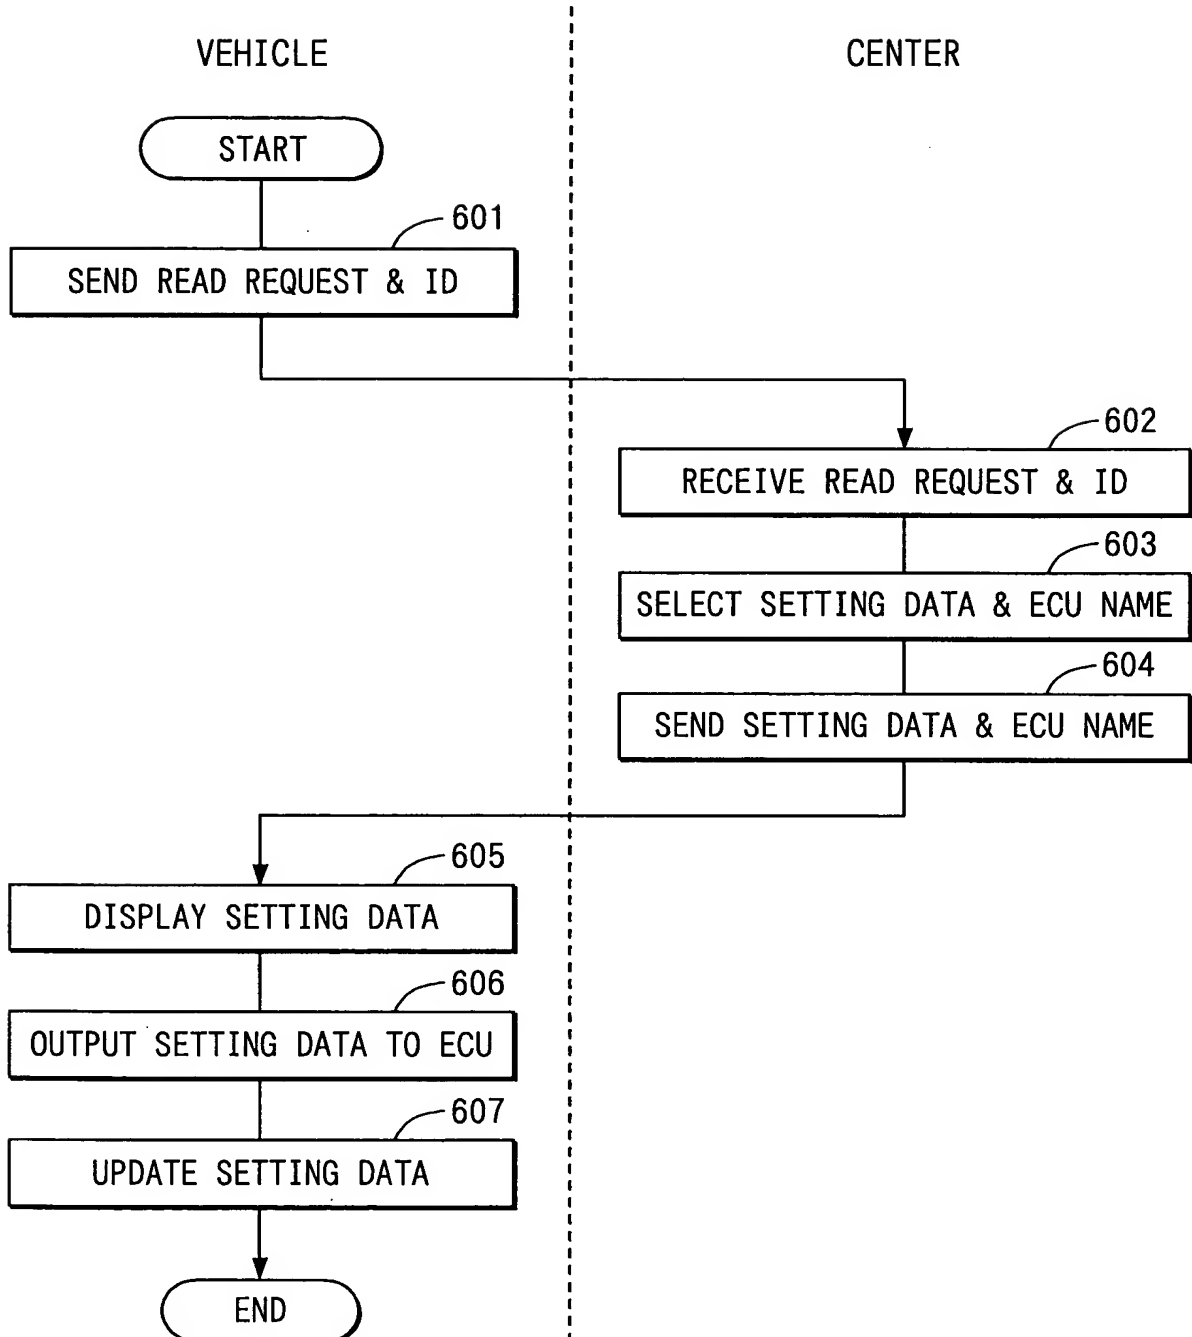 VEHICLE
CENTER
START
601
SEND READ REQUEST & ID
602
RECEIVE READ REQUEST & ID
603
SELECT SETTING DATA & ECU NAME
604
SEND SETTING DATA & ECU NAME
605
DISPLAY SETTING DATA
606
OUTPUT SETTING DATA TO ECU
607
UPDATE SETTING DATA
END